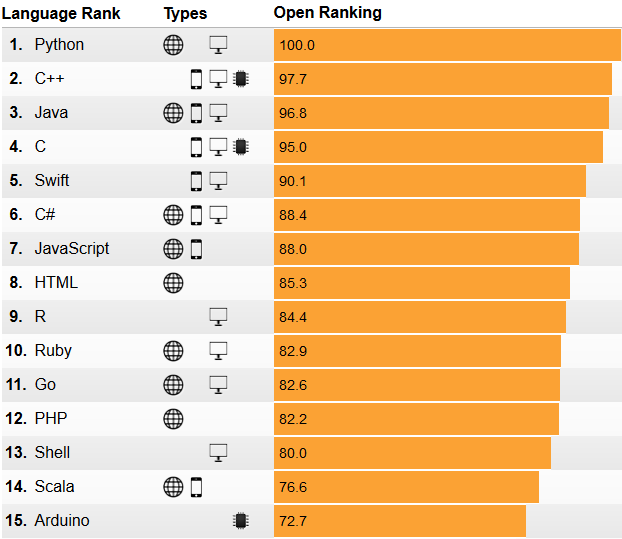 Language Rank Types Open Ranking
1. Python 100.0
2. C++ 97.7
3. Java 96.8
4. C 95.0
5. Swift 90.1
6. C# 88.4
7. JavaScript 88.0
8. HTML 85.3
9. R 84.4
10. Ruby 82.9
11. Go 82.6
12. PHP 82.2
13. Shell 80.0
14. Scala 76.6
15. Arduino 72.7